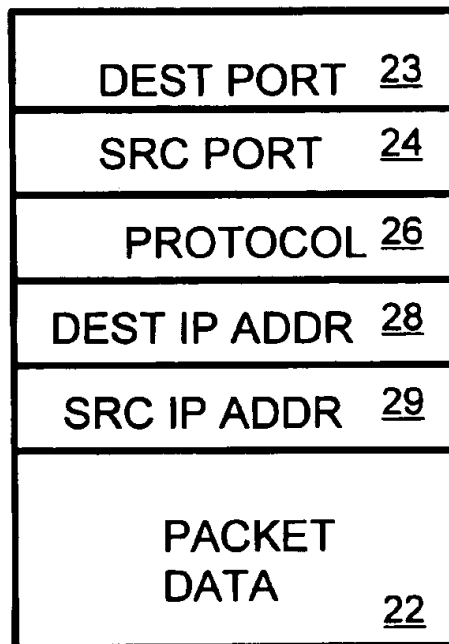 DEST PORT 23
SRC PORT 24
PROTOCOL 26
DEST IP ADDR 28
SRC IP ADDR 29
PACKET
DATA
22